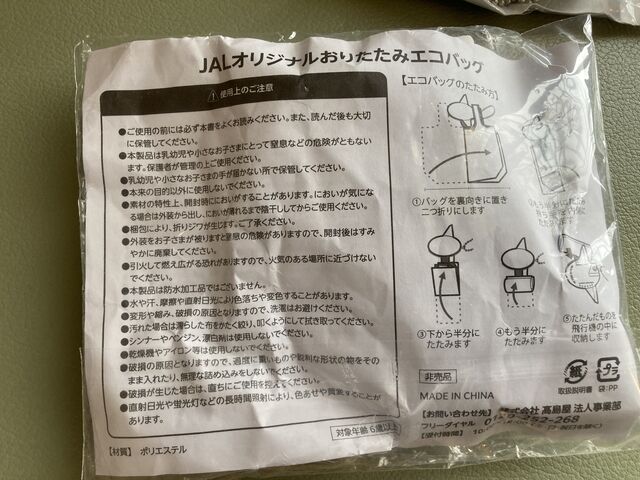 JALオリジナルおりたたみエコバッグ
使用上のご注意
●ご使用の前には必ず本書をよくお読みください。また、読んだ後も大切
に保管してください。
●本製品は乳幼児や小さなお子さまにとって窒息などの危険がともない
ます。保護者が管理の上ご使用ください。
●乳幼児や小さなお子さまの手が届かない所で保管してください。
●本来の目的以外に使用しないでください。
●素材の特性上、開封時ににおいがすることがあります。においが気にな
る場合は外装から出し、においが薄れるまで陰干ししてからご使用ください。
●梱包により、折りジワが生じます。ご了承ください。
●外装をお子さまが被りますと窒息の危険がありますので、開封後はすみ
やかに廃棄してください。
●引火して燃え広がる恐れがありますので、火気のある場所に近づけない
でください。
●本製品は防水加工品ではございません。
●水や汗、摩擦や直射日光により色落ちや変色することがあります。
●変形や縮み、破損の原因となりますので、洗濯はお避けください。
●汚れた場合は濡らした布をかたく絞り、叩くようにして拭き取ってください。
●シンナーやベンジン、漂白剤は使用しないでください。
●乾燥機やアイロン等は使用しないでください。
●破損の原因となりますので、過度に重いものや鋭利な形状の物をその
まま入れたり、無理な詰め込みをしないでください。
●破損が生じた場合は、直ちにご使用を控えてください。
●直射日光や蛍光灯などの長時間照射により、色あせや質変することが
あります。
対象年齢 6歳以上
【材質】 ポリエステル
【エコバッグのたたみ方】
①バッグを裏向きに置き
二つ折りにします
③下から半分に
たたみます
④もう半分に
たたみます
⑤たたんだものを
飛行機の中に
収納します
非売品
MADE IN CHINA
紙
取扱説明書
プラ
袋:PP
【お問い合わせ先】 株式会社 高島屋 法人事業部
フリーダイヤル
【受付時間】